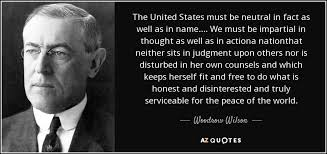 The United States must be neutral in fact as
well as in name.... We must be impartial in
thought as well as in actiona nationthat
neither sits in judgment upon others nor is
disturbed in her own counsels and which
keeps herself fit and free to do what is
honest and disinterested and truly
serviceable for the peace of the world.
Woodrow Wilson
AZ QUOTES